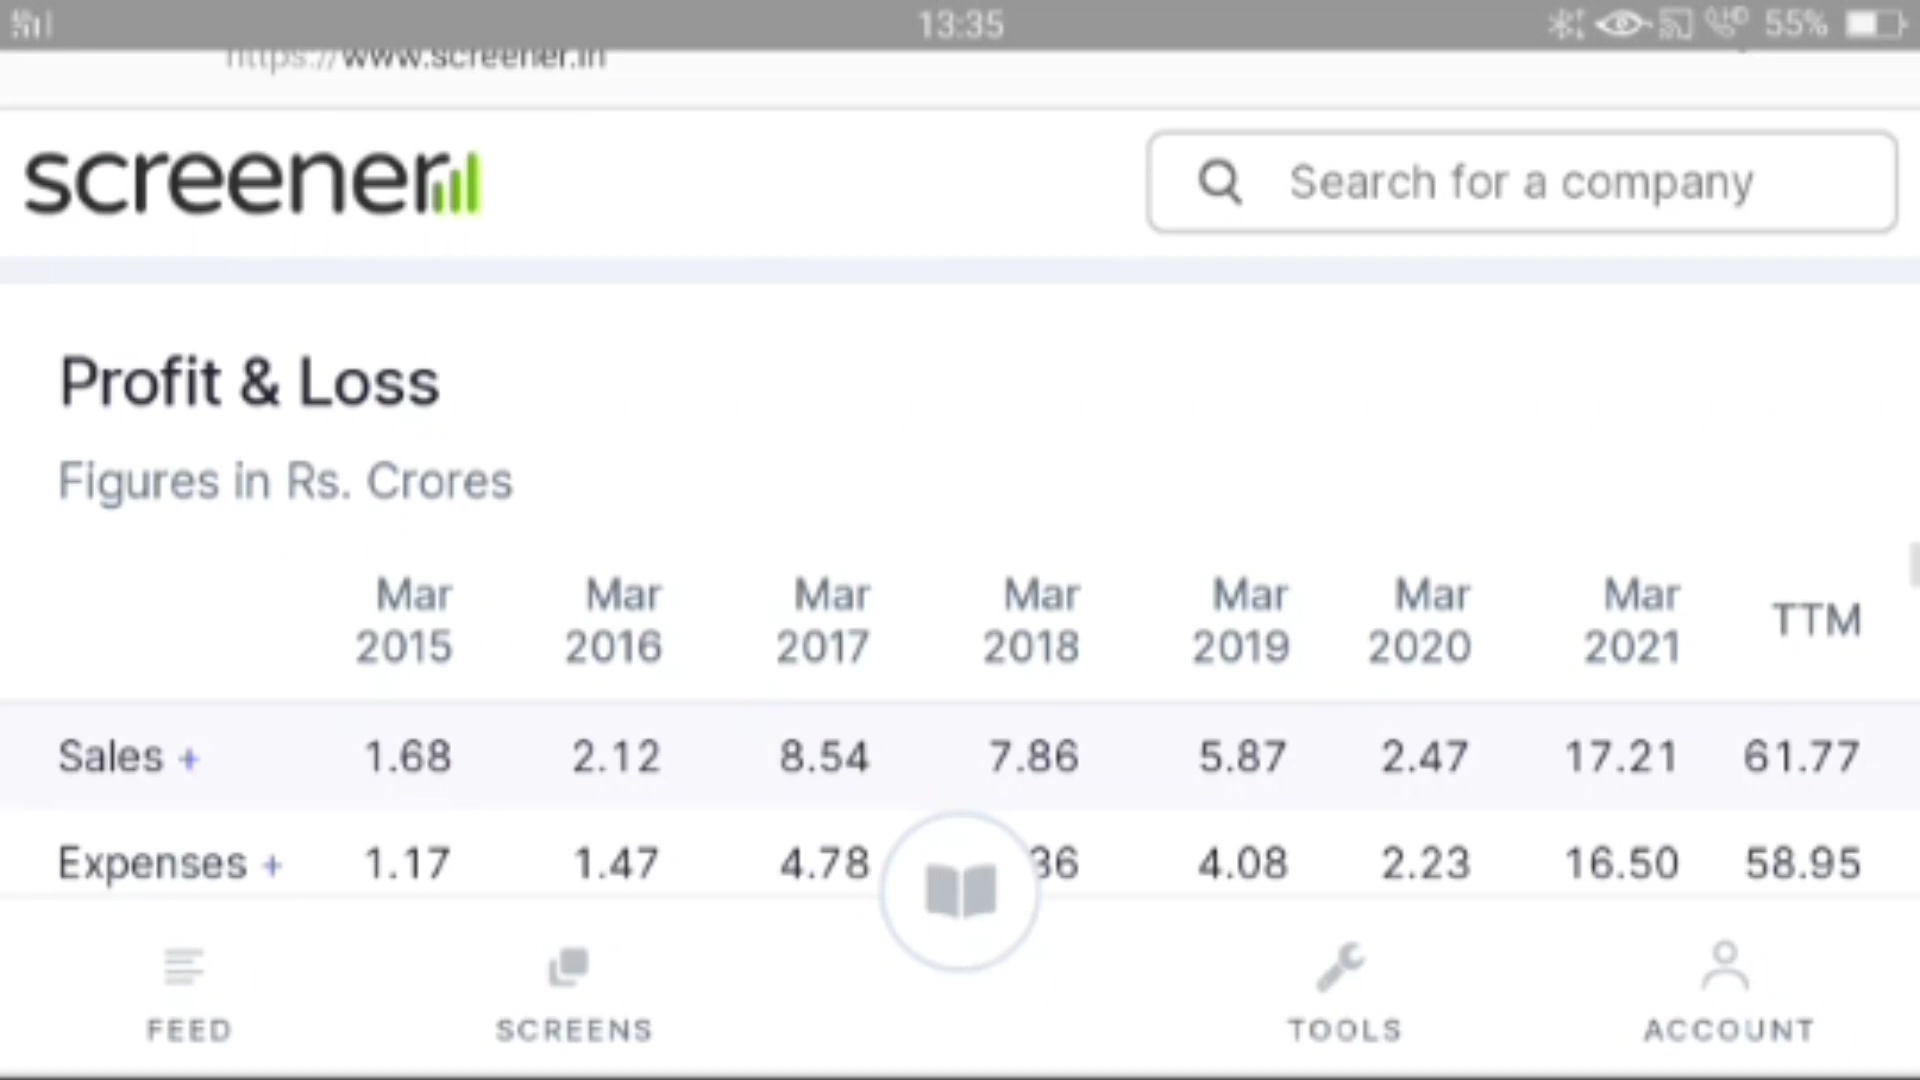 13:35 55%
https://www.screener.in
screener
Search for a company
Profit & Loss
Figures in Rs. Crores
Mar 2015 Mar 2016 Mar 2017 Mar 2018 Mar 2019 Mar 2020 Mar 2021 TTM
Sales + 1.68 2.12 8.54 7.86 5.87 2.47 17.21 61.77
Expenses + 1.17 1.47 4.78 36 4.08 2.23 16.50 58.95
FEED SCREENS TOOLS ACCOUNT